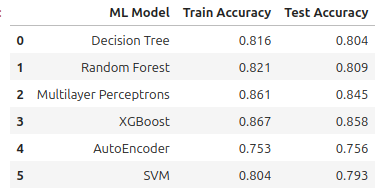 ML Model Train Accuracy Test Accuracy
0 Decision Tree 0.816 0.804
1 Random Forest 0.821 0.809
2 Multilayer Perceptrons 0.861 0.845
3 XGBoost 0.867 0.858
4 AutoEncoder 0.753 0.756
5 SVM 0.804 0.793